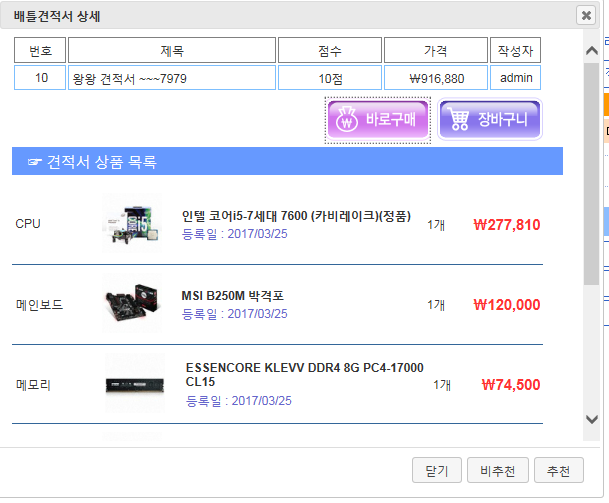 배틀견적서 상세
번호 제목 점수 가격 작성자
10 왕왕 견적서 ~~~7979 10점 ₩916,880 admin
바로구매 장바구니
☞ 견적서 상품 목록
CPU 인텔 코어i5-7세대 7600 (카비레이크)(정품) 1개 ₩277,810
등록일 : 2017/03/25
메인보드 MSI B250M 박격포 1개 ₩120,000
등록일 : 2017/03/25
메모리 ESSENCORE KLEVV DDR4 8G PC4-17000 CL15 1개 ₩74,500
등록일 : 2017/03/25
닫기 비추천 추천